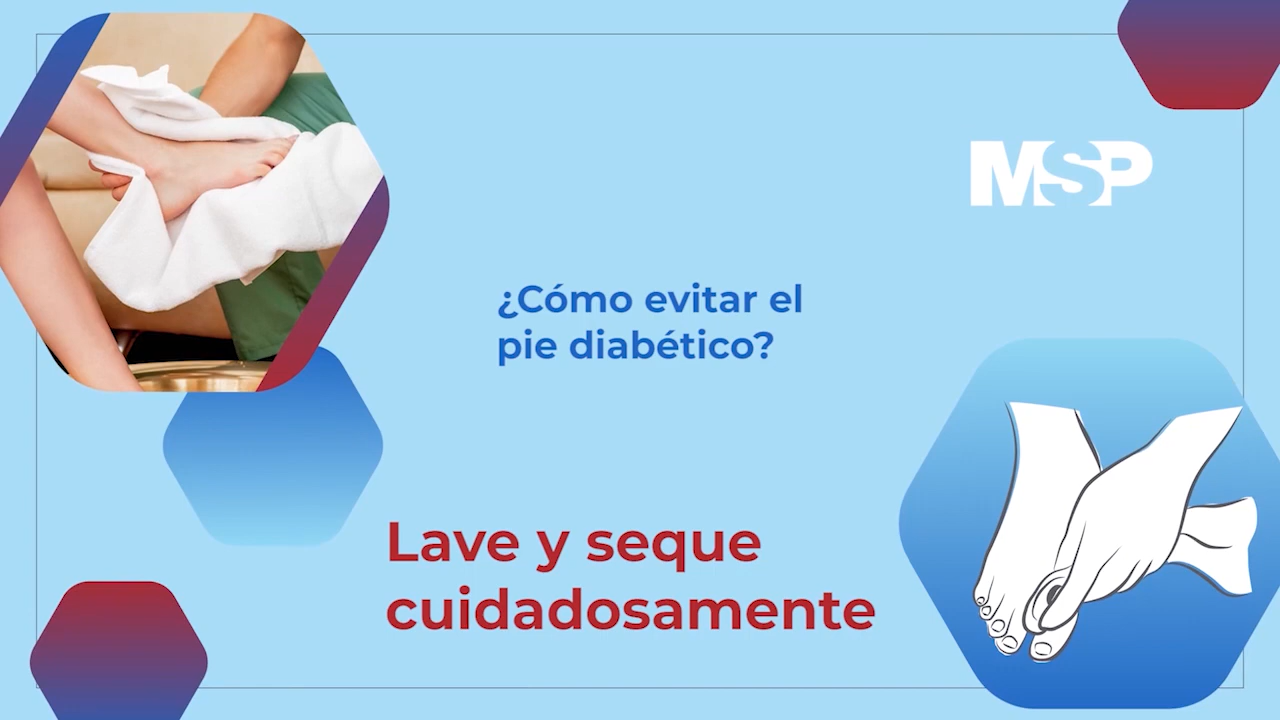 MSP
¿Cómo evitar el
pie diabético?
Lave y seque
cuidadosamente